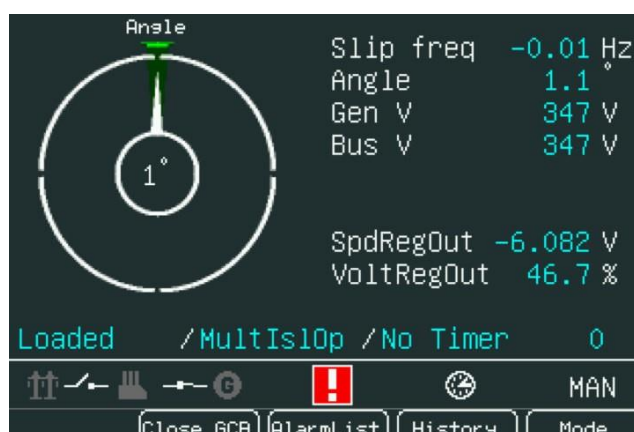 Angle
Slip freq -0.01 Hz
Angle 1.1 °
Gen V 347 V
Bus V 347 V
1°
SpdRegOut -6.082 V
VoltRegOut 46.7 %
Loaded /MultIslOp /No Timer 0
G ! MAN
Close GCB AlarmList History Mode